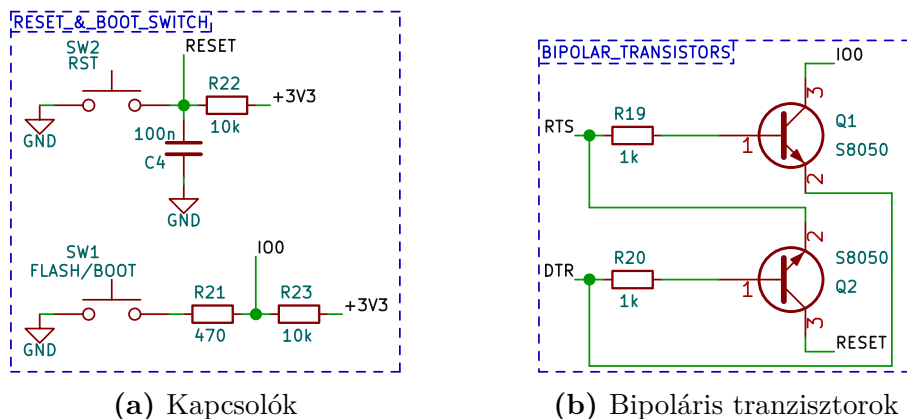 RESET_&_BOOT_SWITCH
SW2
RST
RESET
R22
10k
+3V3
GND
100n
C4
GND
SW1
FLASH/BOOT
IO0
R21
470
R23
10k
+3V3
GND
(a) Kapcsolók
BIPOLAR_TRANSISTORS
IO0
3
RTS
R19
1k
1
Q1
S8050
2
2
DTR
R20
1k
1
S8050
Q2
3
RESET
(b) Bipoláris tranzisztorok